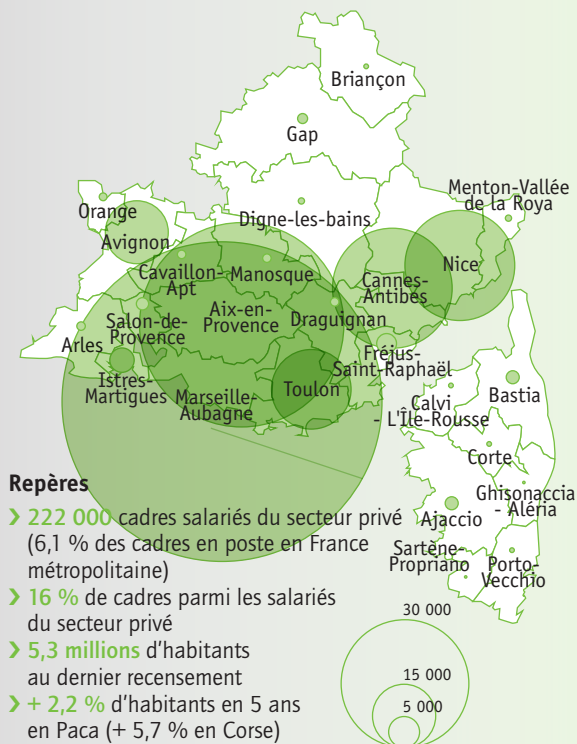 Briançon
Gap
Menton-Vallée
de la Roya
Orange
Digne-les-bains
Avignon
Nice
Cavaillon-
Apt
Manosque
Cannes-
Antibes
Aix-en-
Provence
Salon-de-
Provence
Draguignan
Arles
Fréjus-
Saint-Raphaël
Istres-
Martigues
Marseille-
Aubagne
Toulon
Calvi
- L'Île-Rousse
Bastia
Corte
Ghisonaccia
- Aléria
Ajaccio
Sartène-
Propriano
Porto-
Vecchio
Repères
❯ 222 000 cadres salariés du secteur privé
(6,1 % des cadres en poste en France
métropolitaine)
❯ 16 % de cadres parmi les salariés
du secteur privé
❯ 5,3 millions d’habitants
au dernier recensement
❯ + 2,2 % d’habitants en 5 ans
en Paca (+ 5,7 % en Corse)
30 000
15 000
5 000